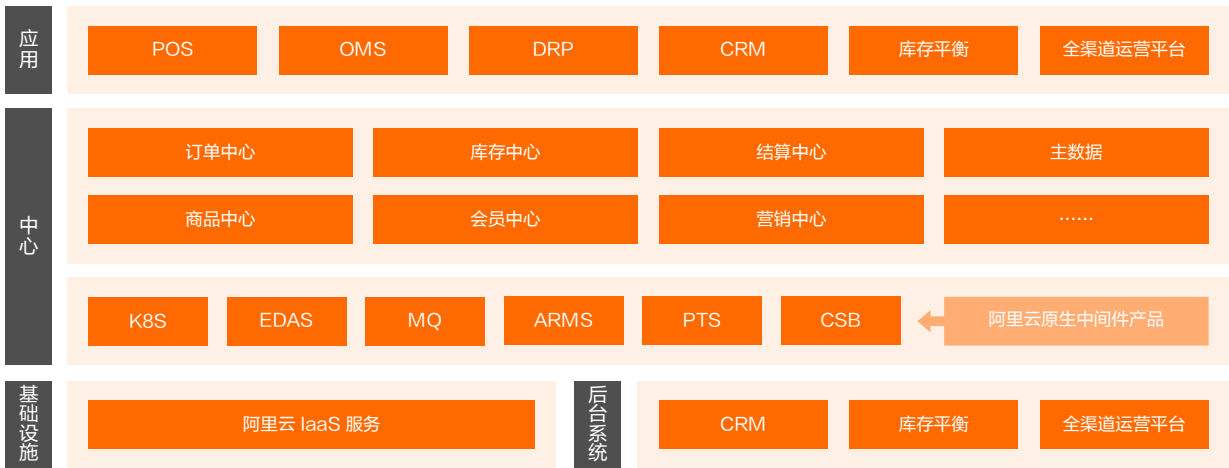 应用
POS
OMS
DRP
CRM
库存平衡
全渠道运营平台
中心
订单中心
库存中心
结算中心
主数据
商品中心
会员中心
营销中心
……
K8S
EDAS
MQ
ARMS
PTS
CSB
阿里云原生中间件产品
基础设施
阿里云 IaaS 服务
后台系统
CRM
库存平衡
全渠道运营平台